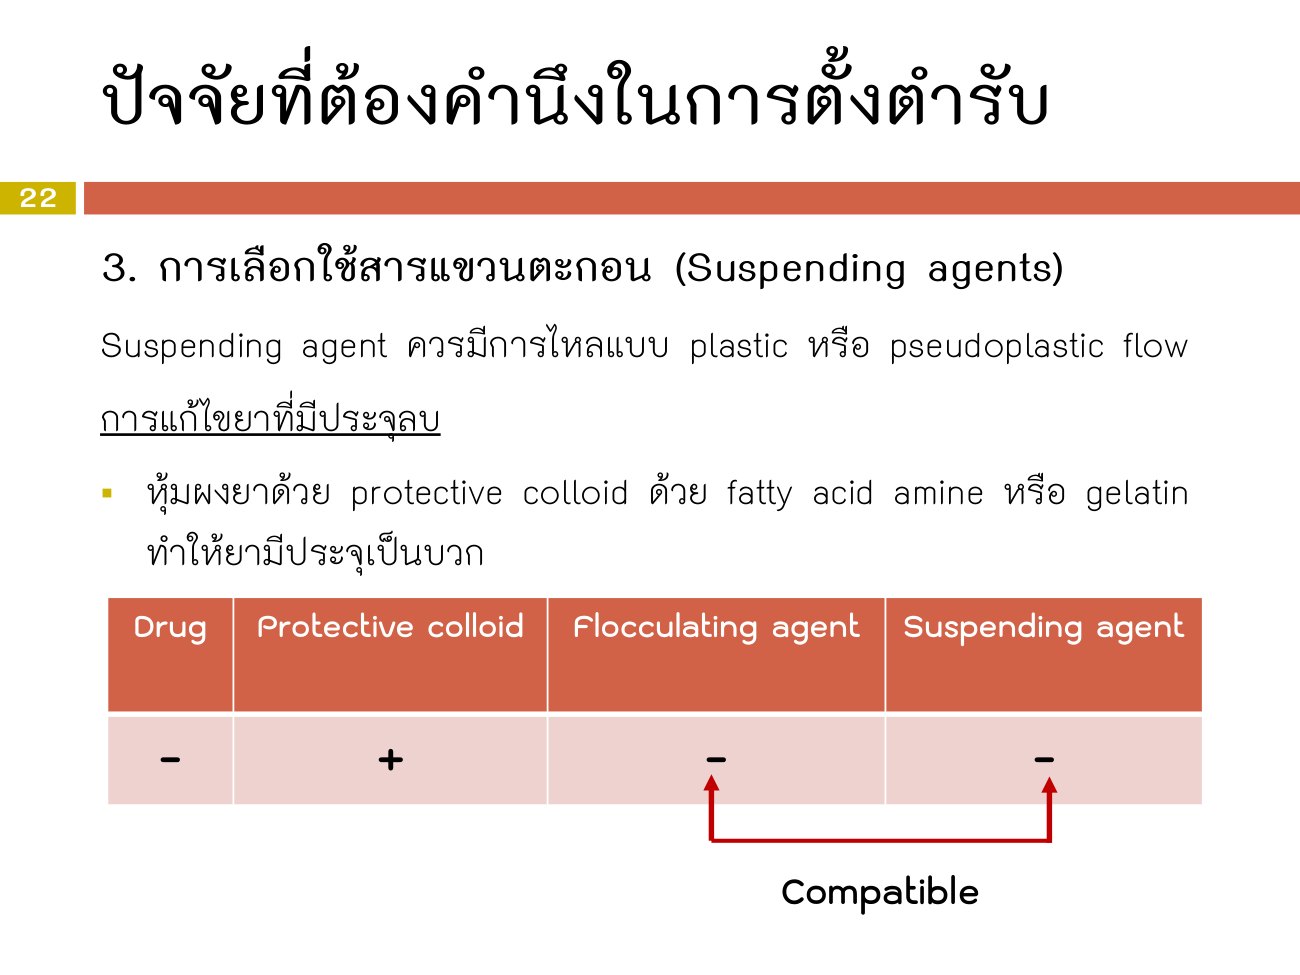 ปัจจัยที่ต้องคำนึงในการตั้งตำรับ
22
3. การเลือกใช้สารแขวนตะกอน (Suspending agents)
Suspending agent ควรมีการไหลแบบ plastic หรือ pseudoplastic flow
การแก้ไขยาที่มีประจุลบ
▪ หุ้มผงยาด้วย protective colloid ด้วย fatty acid amine หรือ gelatin
ทำให้ยามีประจุเป็นบวก
Drug Protective colloid Flocculating agent Suspending agent
- + - -
Compatible